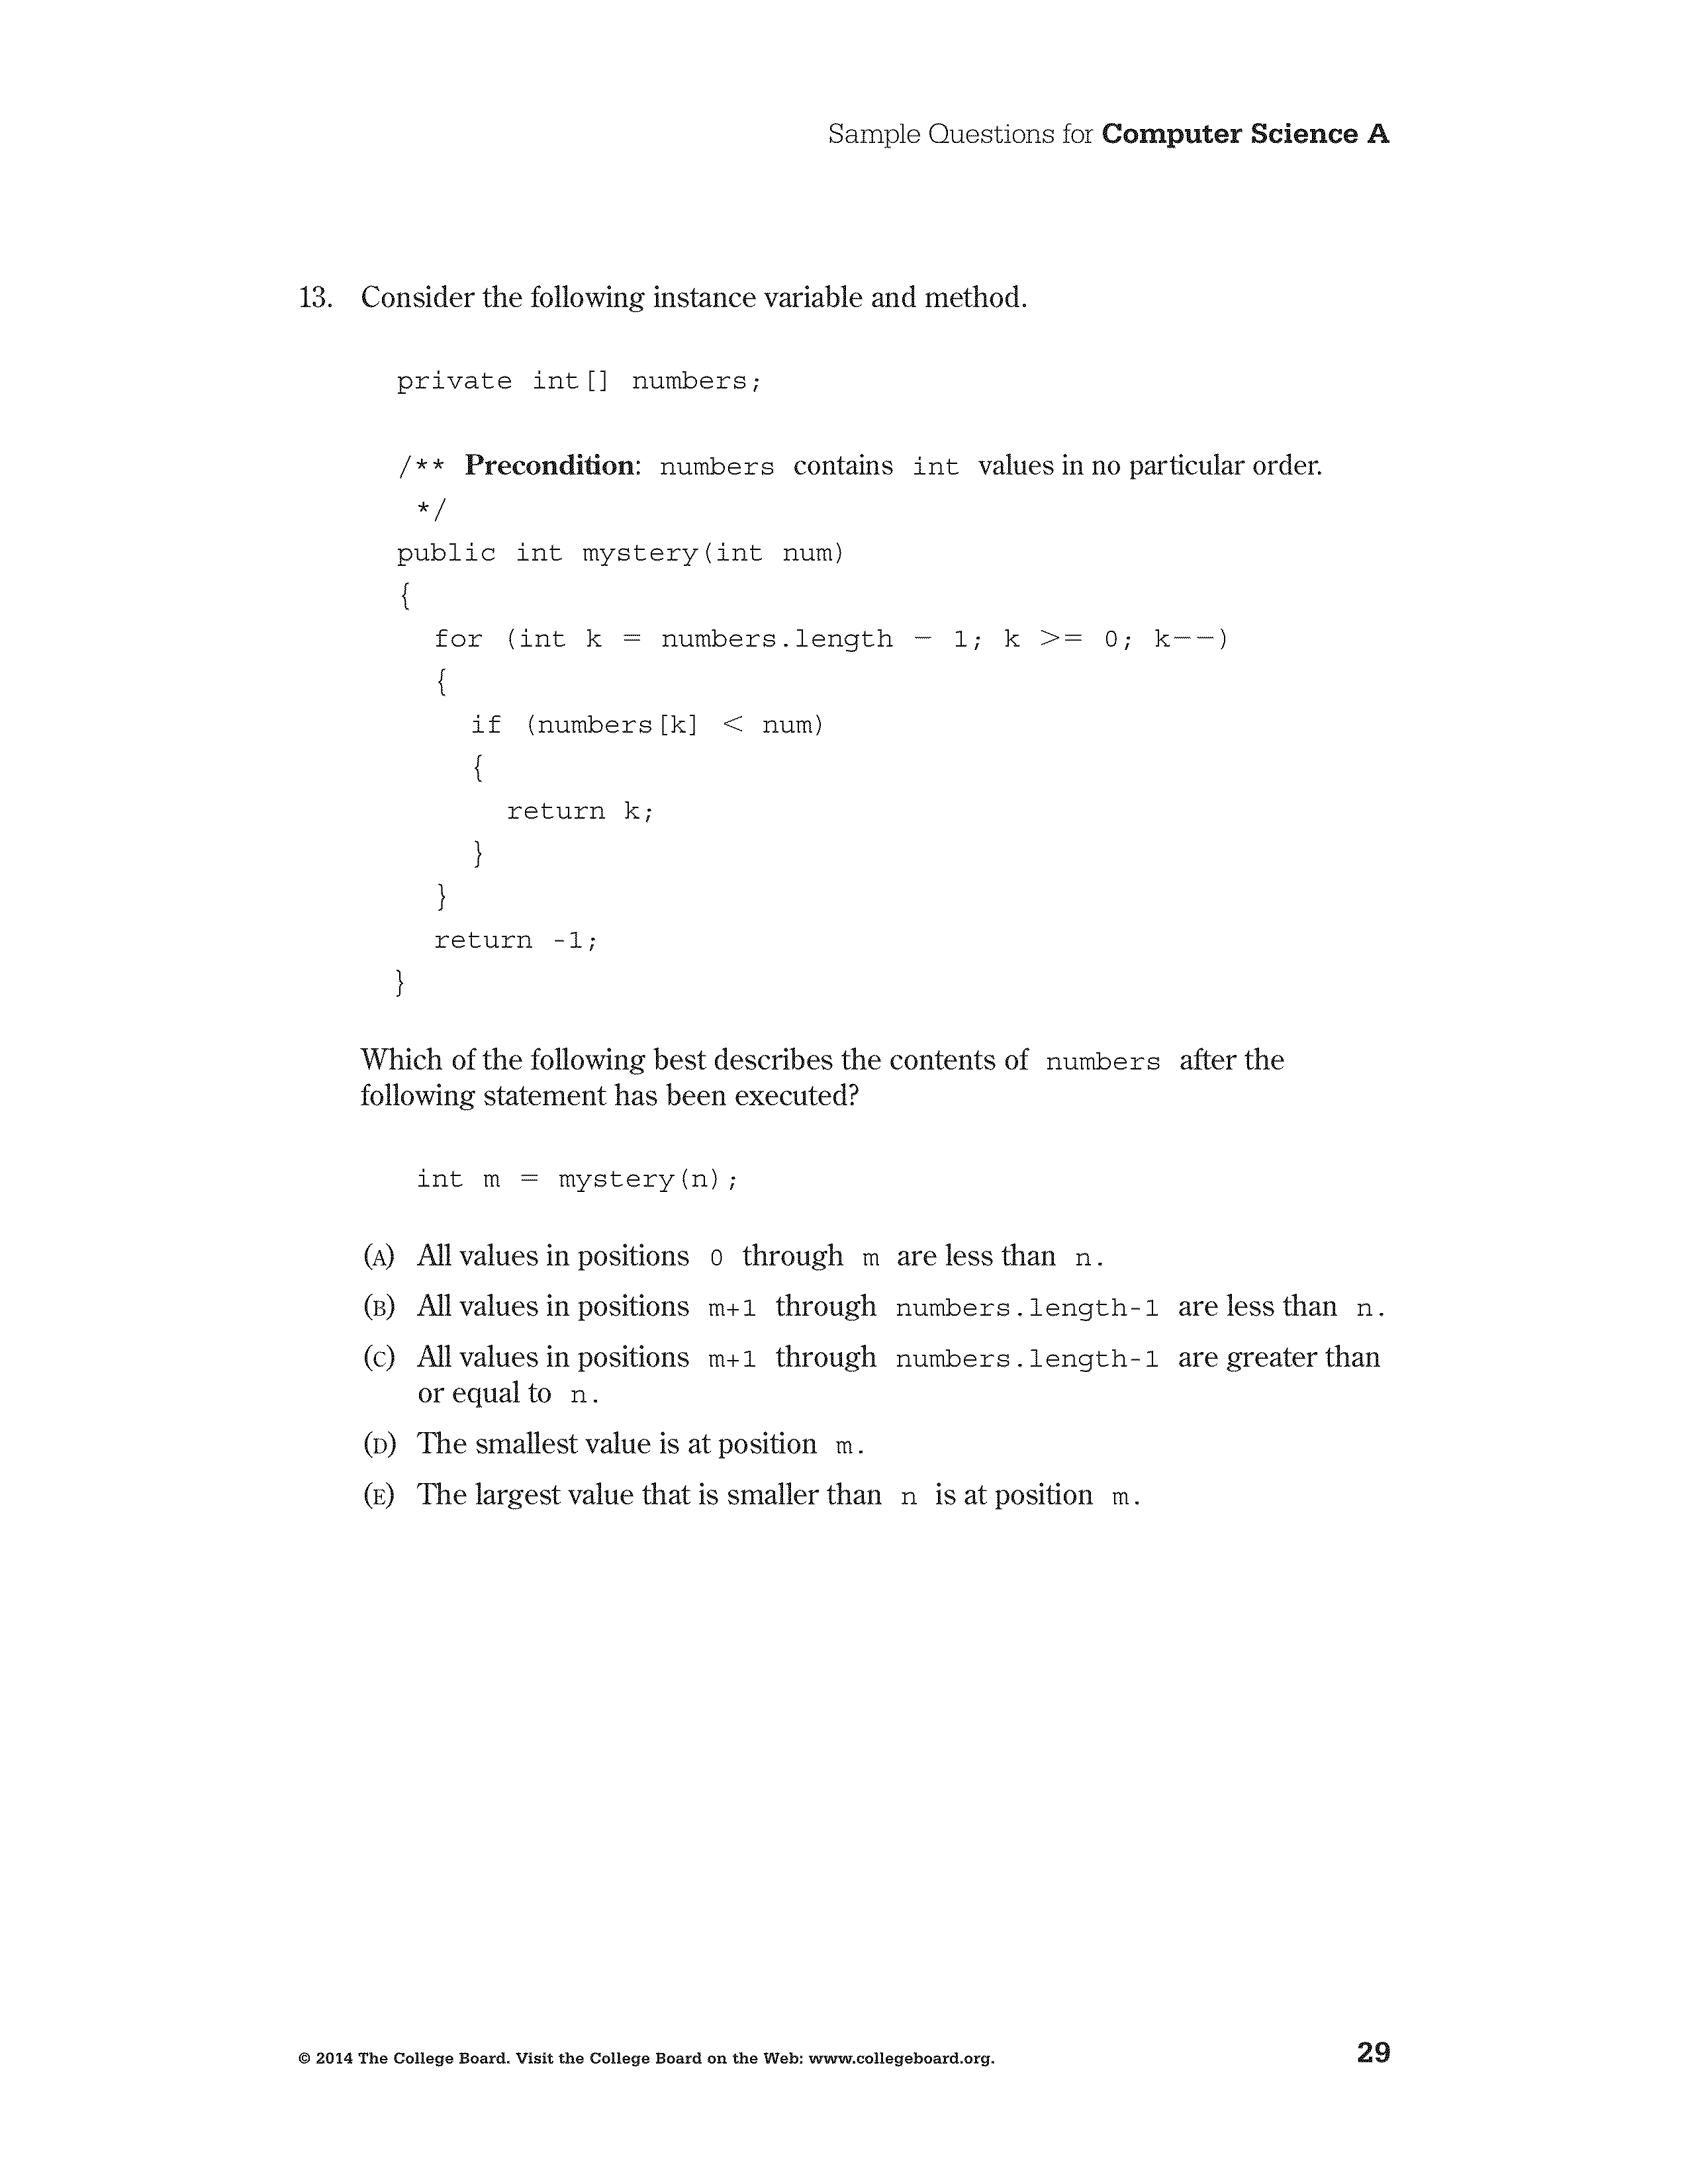 Sample Questions for Computer Science A
13. Consider the following instance variable and method.
private int[] numbers;
/** Precondition: numbers contains int values in no particular order.
*/
public int mystery(int num)
{
for (int k = numbers.length − 1; k >= 0; k−−)
{
if (numbers[k] < num)
{
return k;
}
}
return -1;
}
Which of the following best describes the contents of numbers after the
following statement has been executed?
int m = mystery(n);
(A) All values in positions 0 through m are less than n.
(B) All values in positions m+1 through numbers.length-1 are less than n.
(C) All values in positions m+1 through numbers.length-1 are greater than
or equal to n.
(D) The smallest value is at position m.
(E) The largest value that is smaller than n is at position m.
© 2014 The College Board. Visit the College Board on the Web: www.collegeboard.org.
29